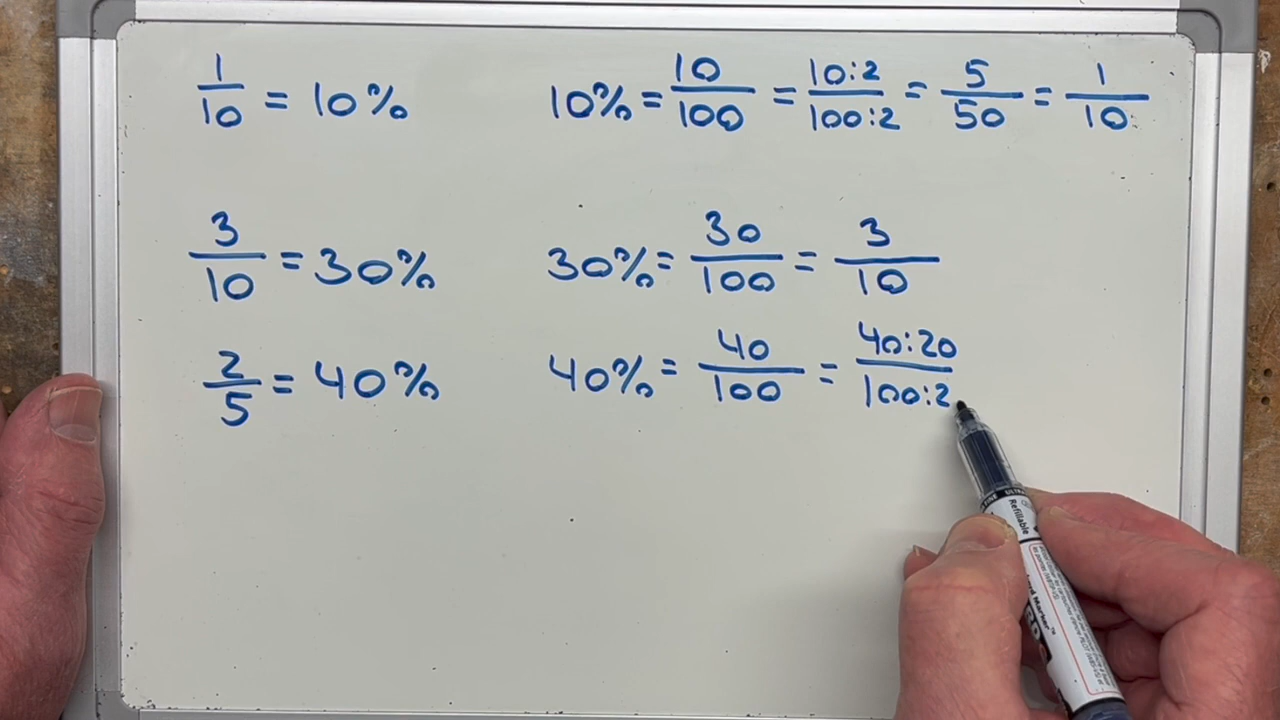 1/10 = 10%
10% = 10/100 = 10:2/100:2 = 5/50 = 1/10
3/10 = 30%
30% = 30/100 = 3/10
2/5 = 40%
40% = 40/100 = 40:20/100:2
Refillable